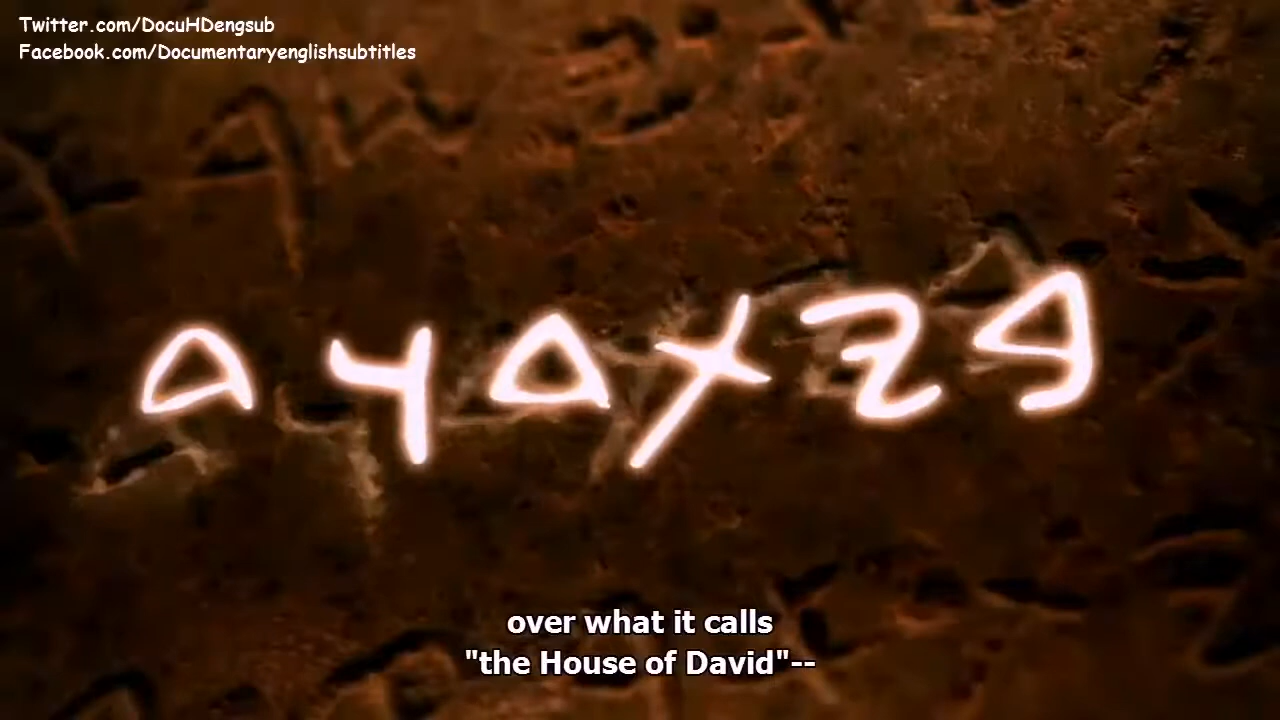 Twitter.com/DocuHDengsub
Facebook.com/Documentaryenglishsubtitles
𐤁𐤉𐤕𐤃𐤅𐤃
over what it calls
"the House of David"--